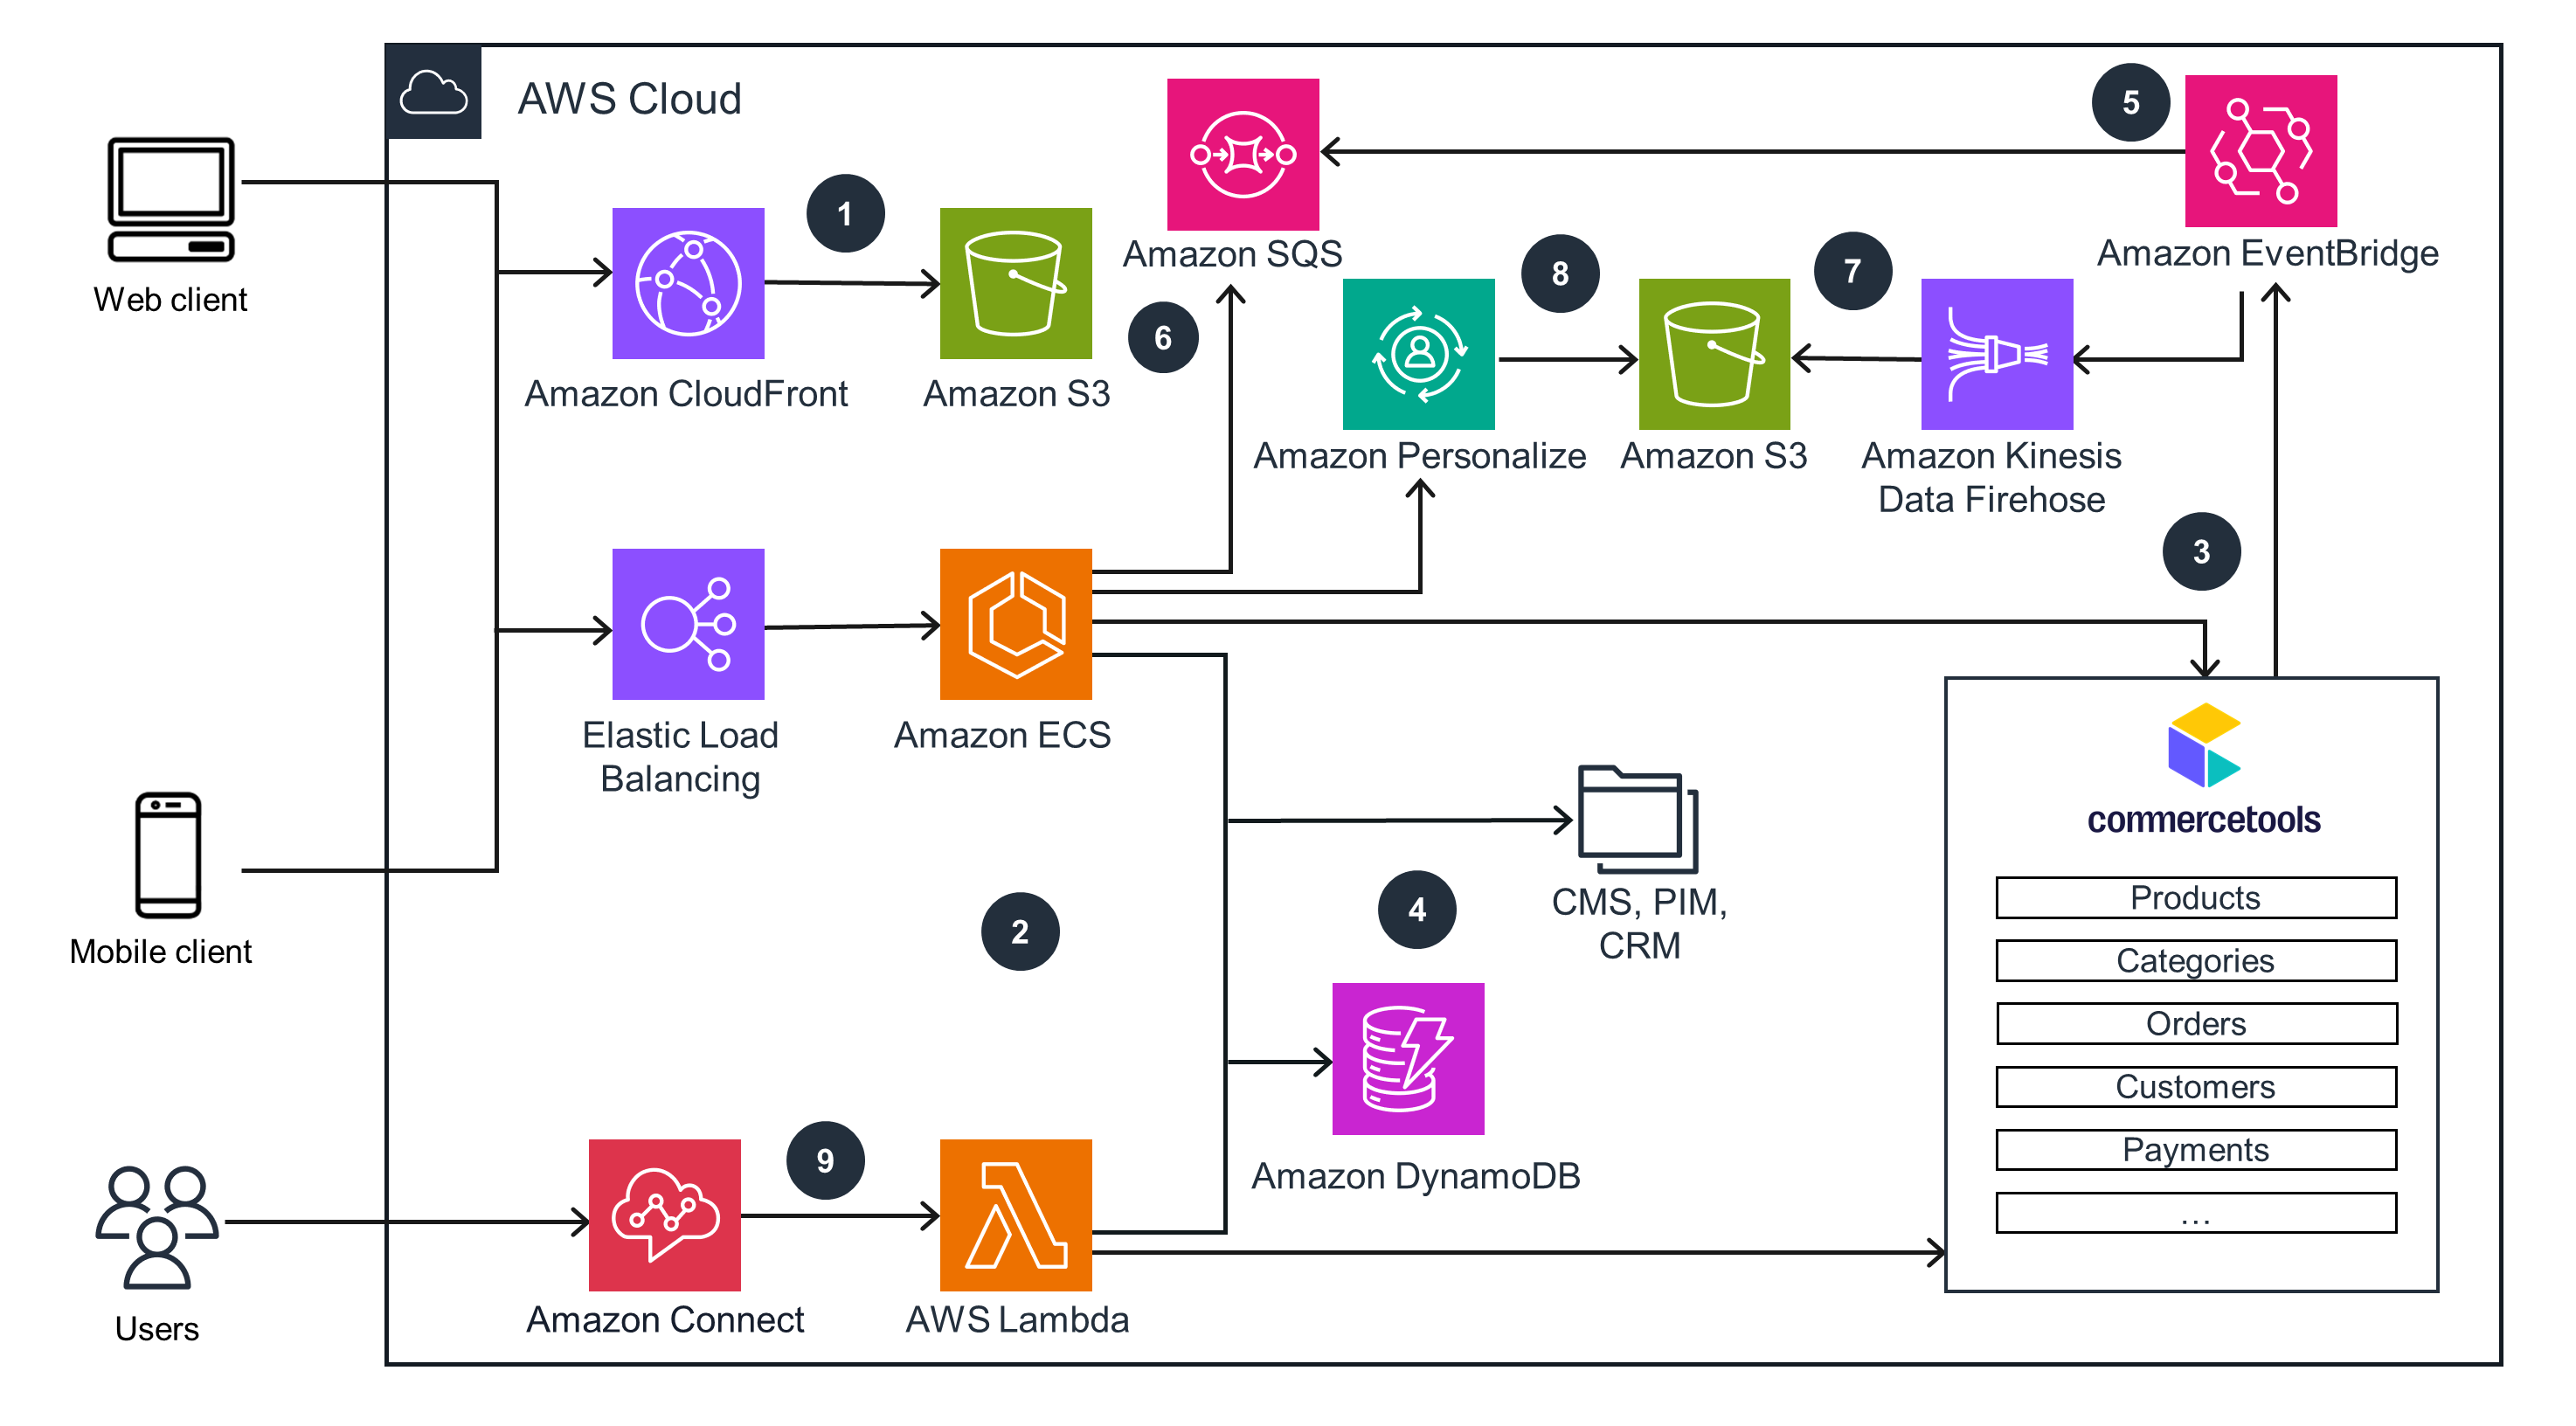 AWS Cloud
5
1
Web client
Amazon SQS
Amazon EventBridge
8
7
6
Amazon CloudFront
Amazon S3
Amazon Personalize
Amazon S3
Amazon Kinesis
Data Firehose
3
Elastic Load
Balancing
Amazon ECS
commercetools
Mobile client
2
4
CMS, PIM,
CRM
Products
Categories
Orders
Customers
Payments
...
Amazon DynamoDB
9
Users
Amazon Connect
AWS Lambda